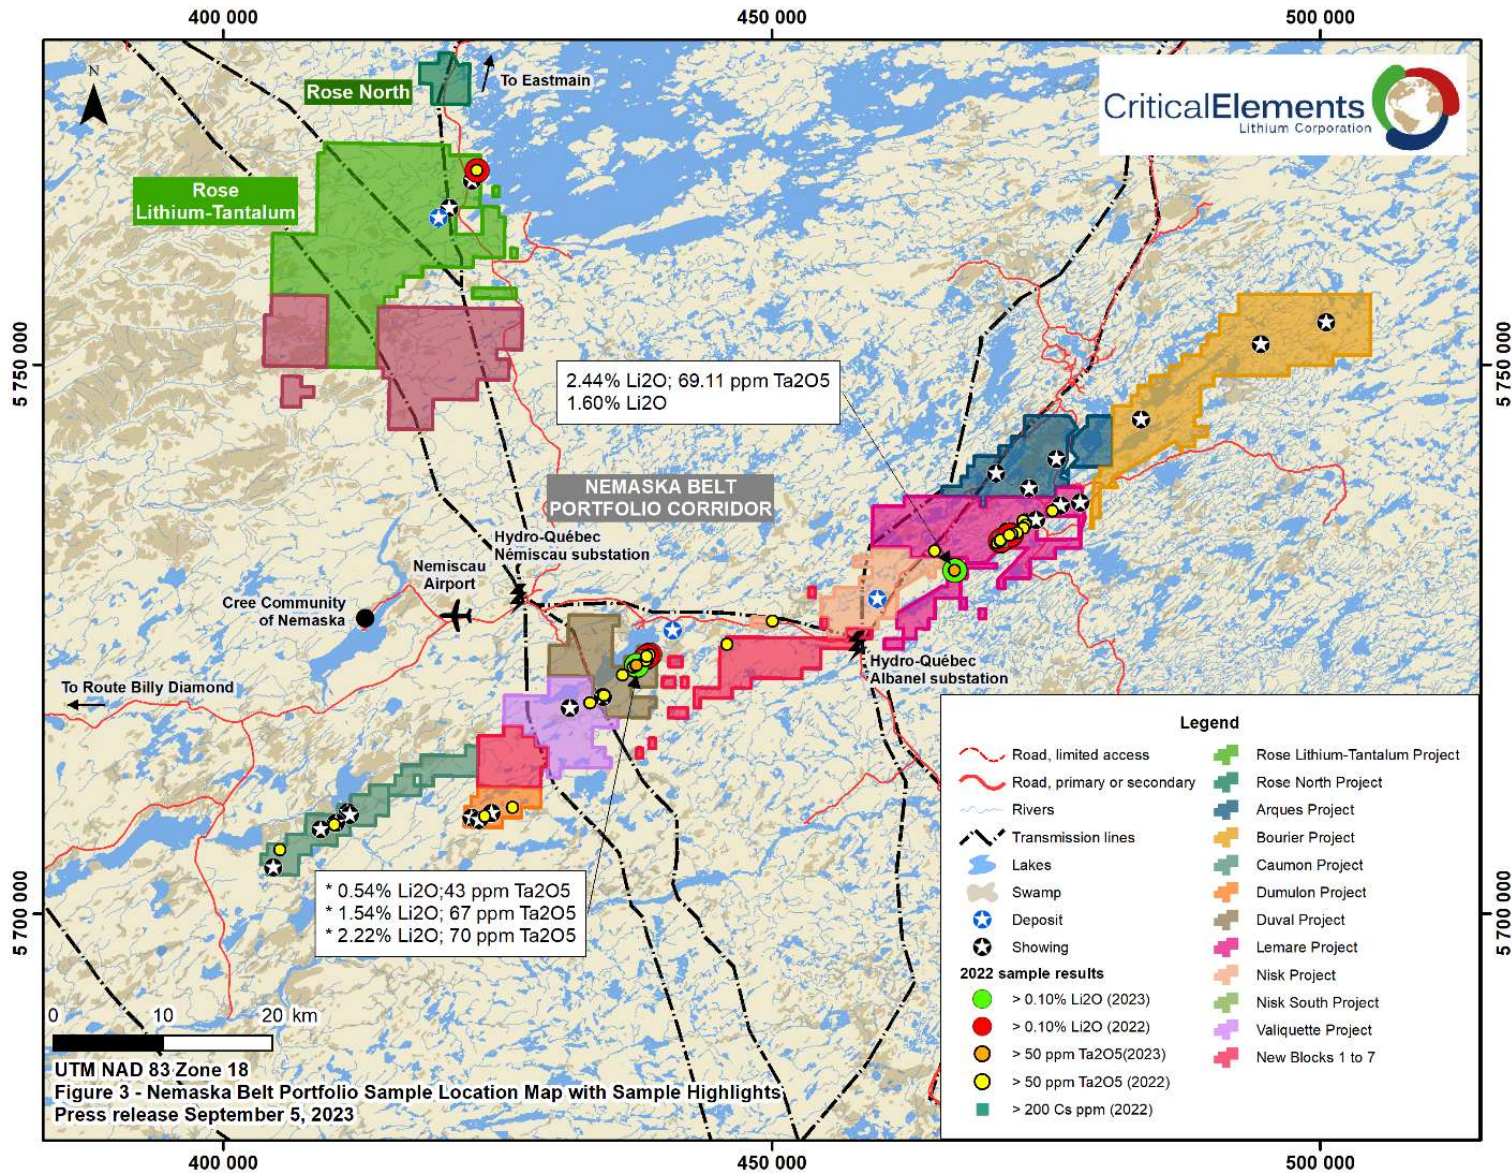 400 000
450 000
500 000
N
Rose North
To Eastmain
CriticalElements
Lithium Corporation
Rose
Lithium-Tantalum
5 750 000
5 750 000
2.44% Li2O; 69.11 ppm Ta2O5
1.60% Li2O
NEMASKA BELT
PORTFOLIO CORRIDOR
Hydro-Québec
Némiscau substation
Nemiscau
Airport
Cree Community
of Nemaska
Hydro-Québec
Albanel substation
To Route Billy Diamond
* 0.54% Li2O;43 ppm Ta2O5
* 1.54% Li2O; 67 ppm Ta2O5
* 2.22% Li2O; 70 ppm Ta2O5
5 700 000
5 700 000
Legend
Road, limited access
Road, primary or secondary
Rivers
Transmission lines
Lakes
Swamp
Deposit
Showing
2022 sample results
> 0.10% Li2O (2023)
> 0.10% Li2O (2022)
> 50 ppm Ta2O5(2023)
> 50 ppm Ta2O5 (2022)
> 200 Cs ppm (2022)
Rose Lithium-Tantalum Project
Rose North Project
Arques Project
Bourier Project
Caumon Project
Dumulon Project
Duval Project
Lemare Project
Nisk Project
Nisk South Project
Valiquette Project
New Blocks 1 to 7
0 10 20 km
UTM NAD 83 Zone 18
Figure 3 - Nemaska Belt Portfolio Sample Location Map with Sample Highlights
Press release September 5, 2023
400 000
450 000
500 000